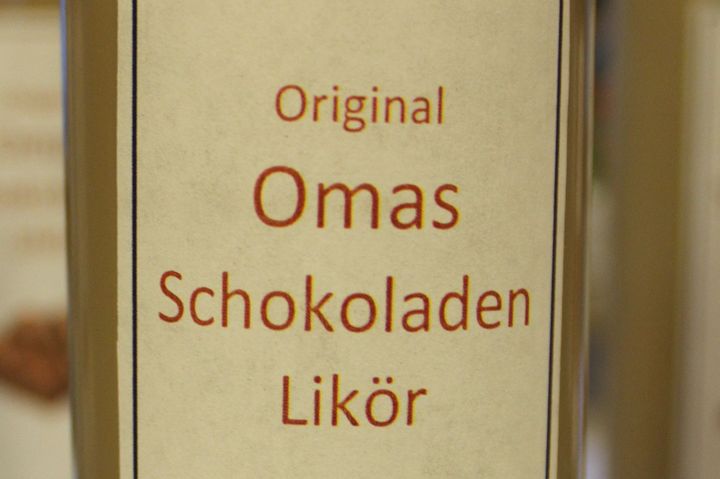 Original
Omas
Schokoladen
Likör